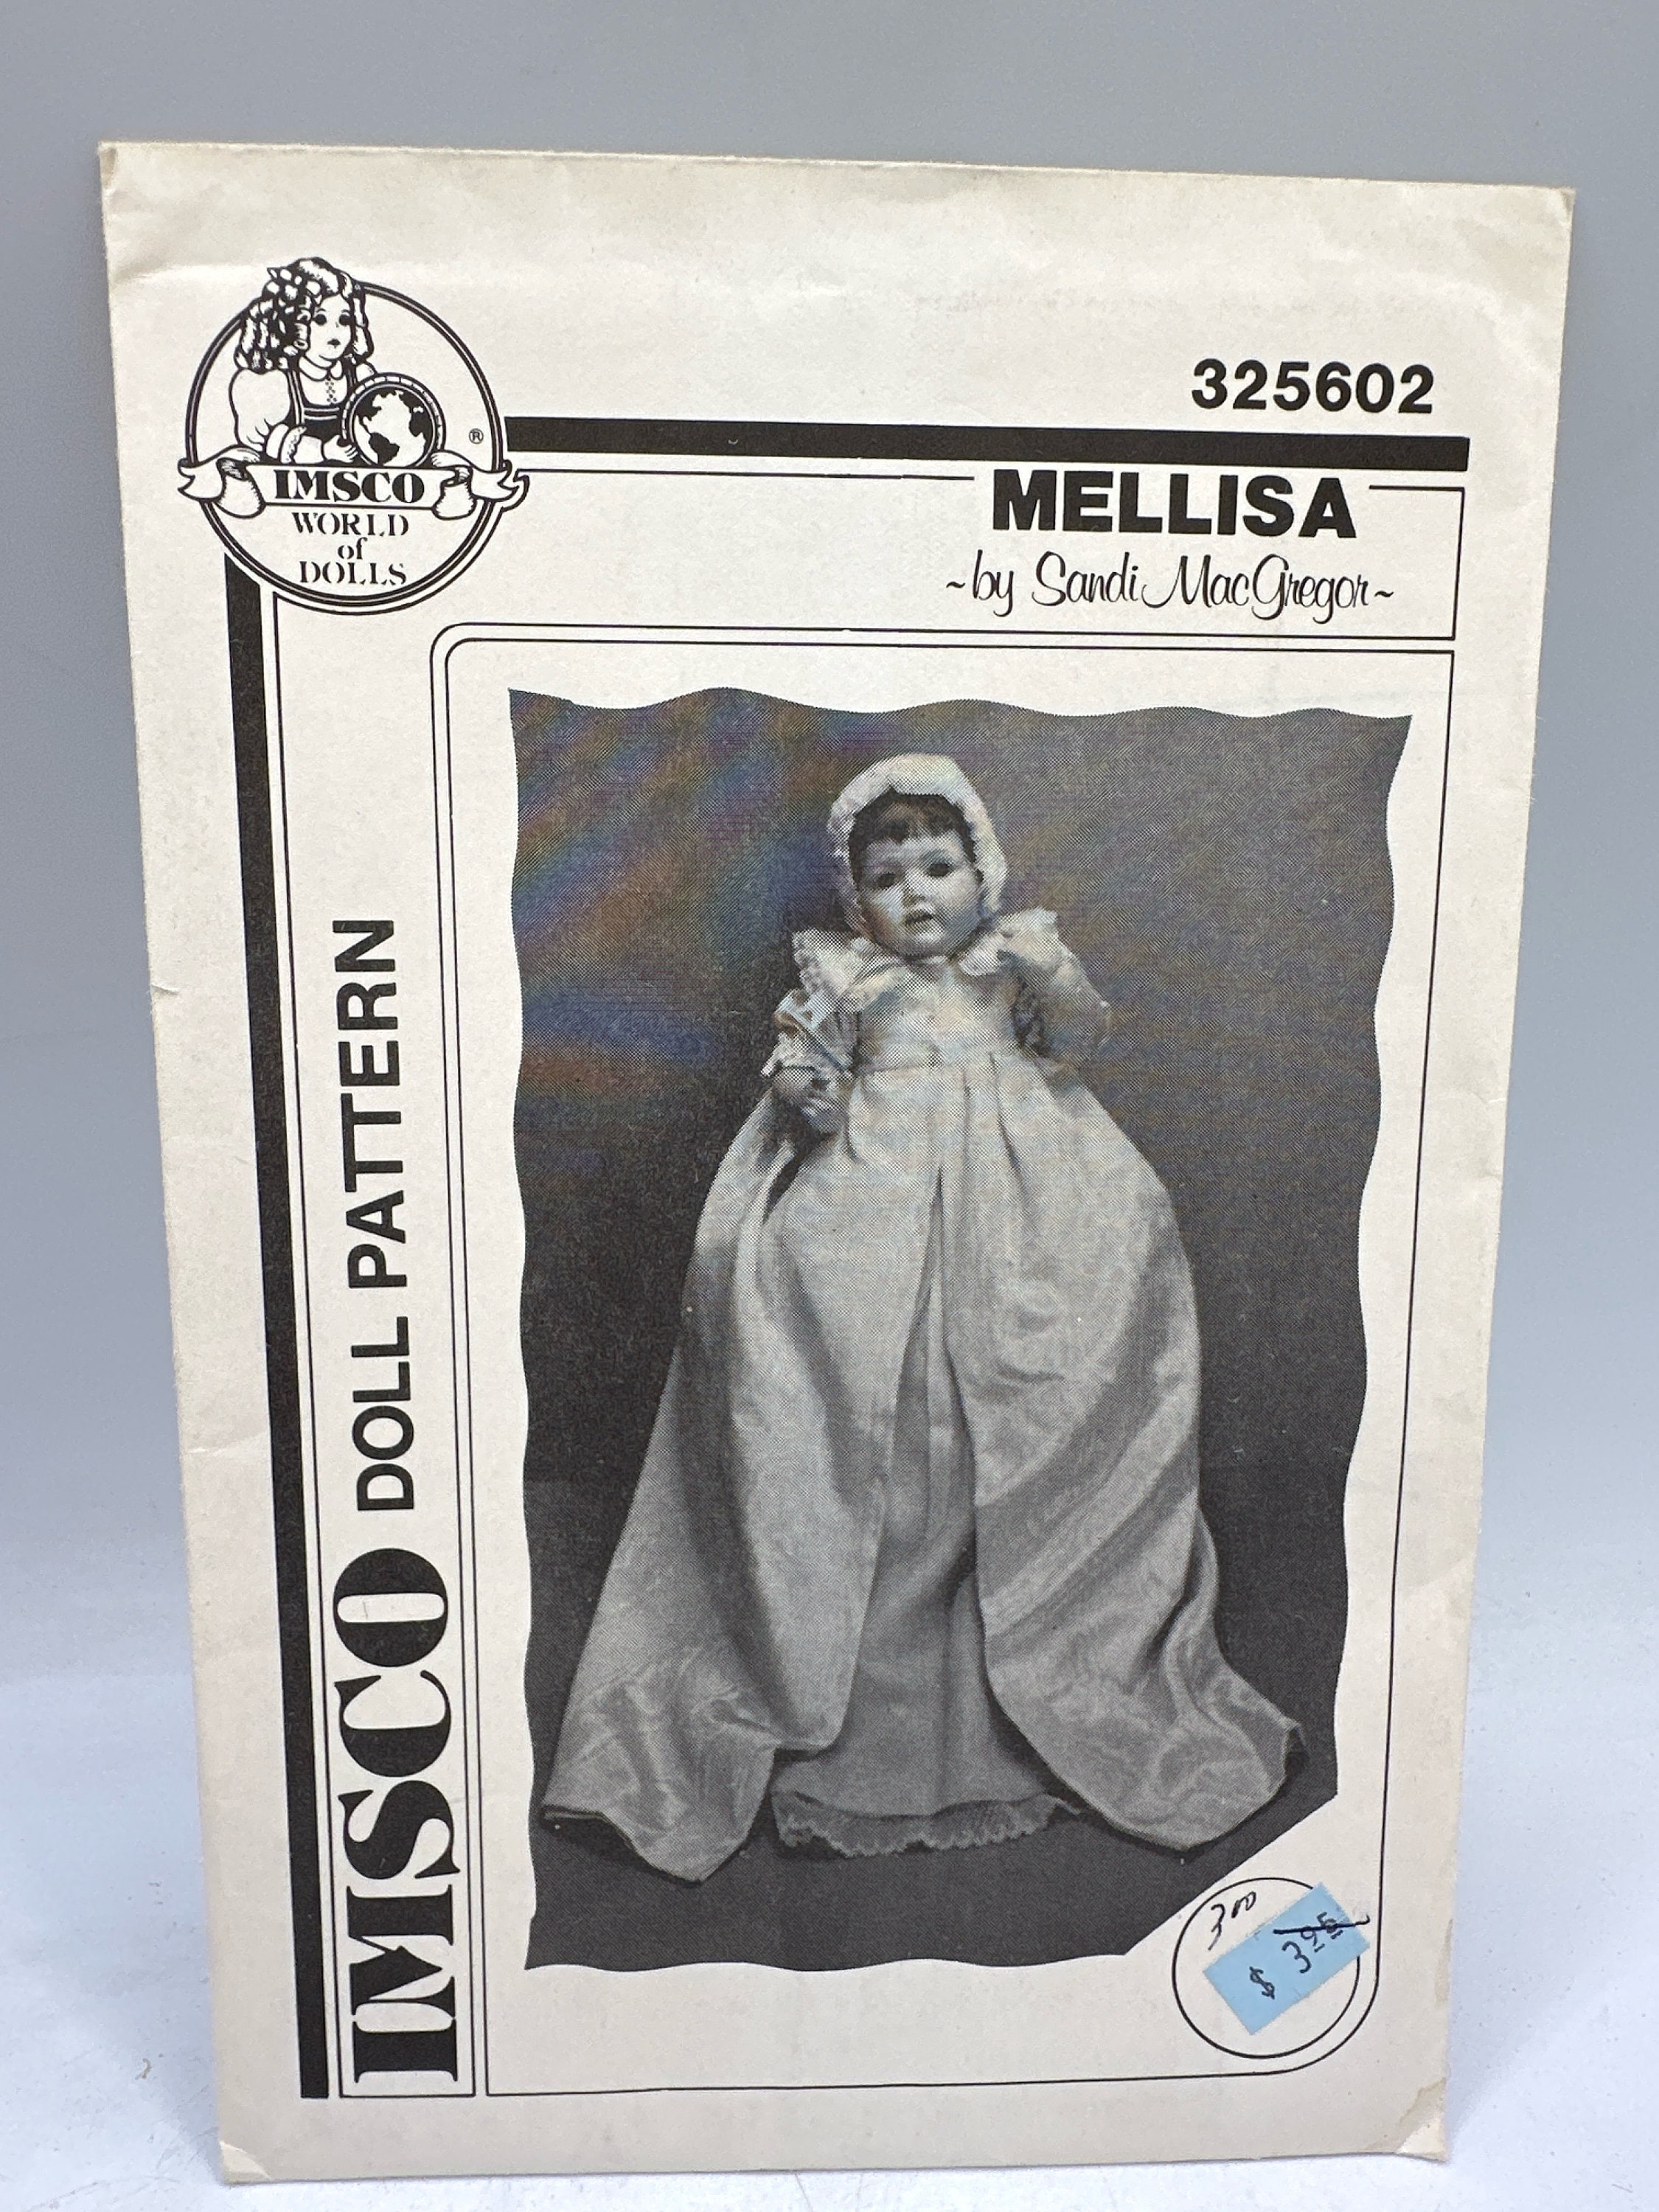 325602
MELLISA
~by Sandi MacGregor~
®
IMSCO
WORLD
of
DOLLS
IMSCO DOLL PATTERN
3.00
$ 3.95